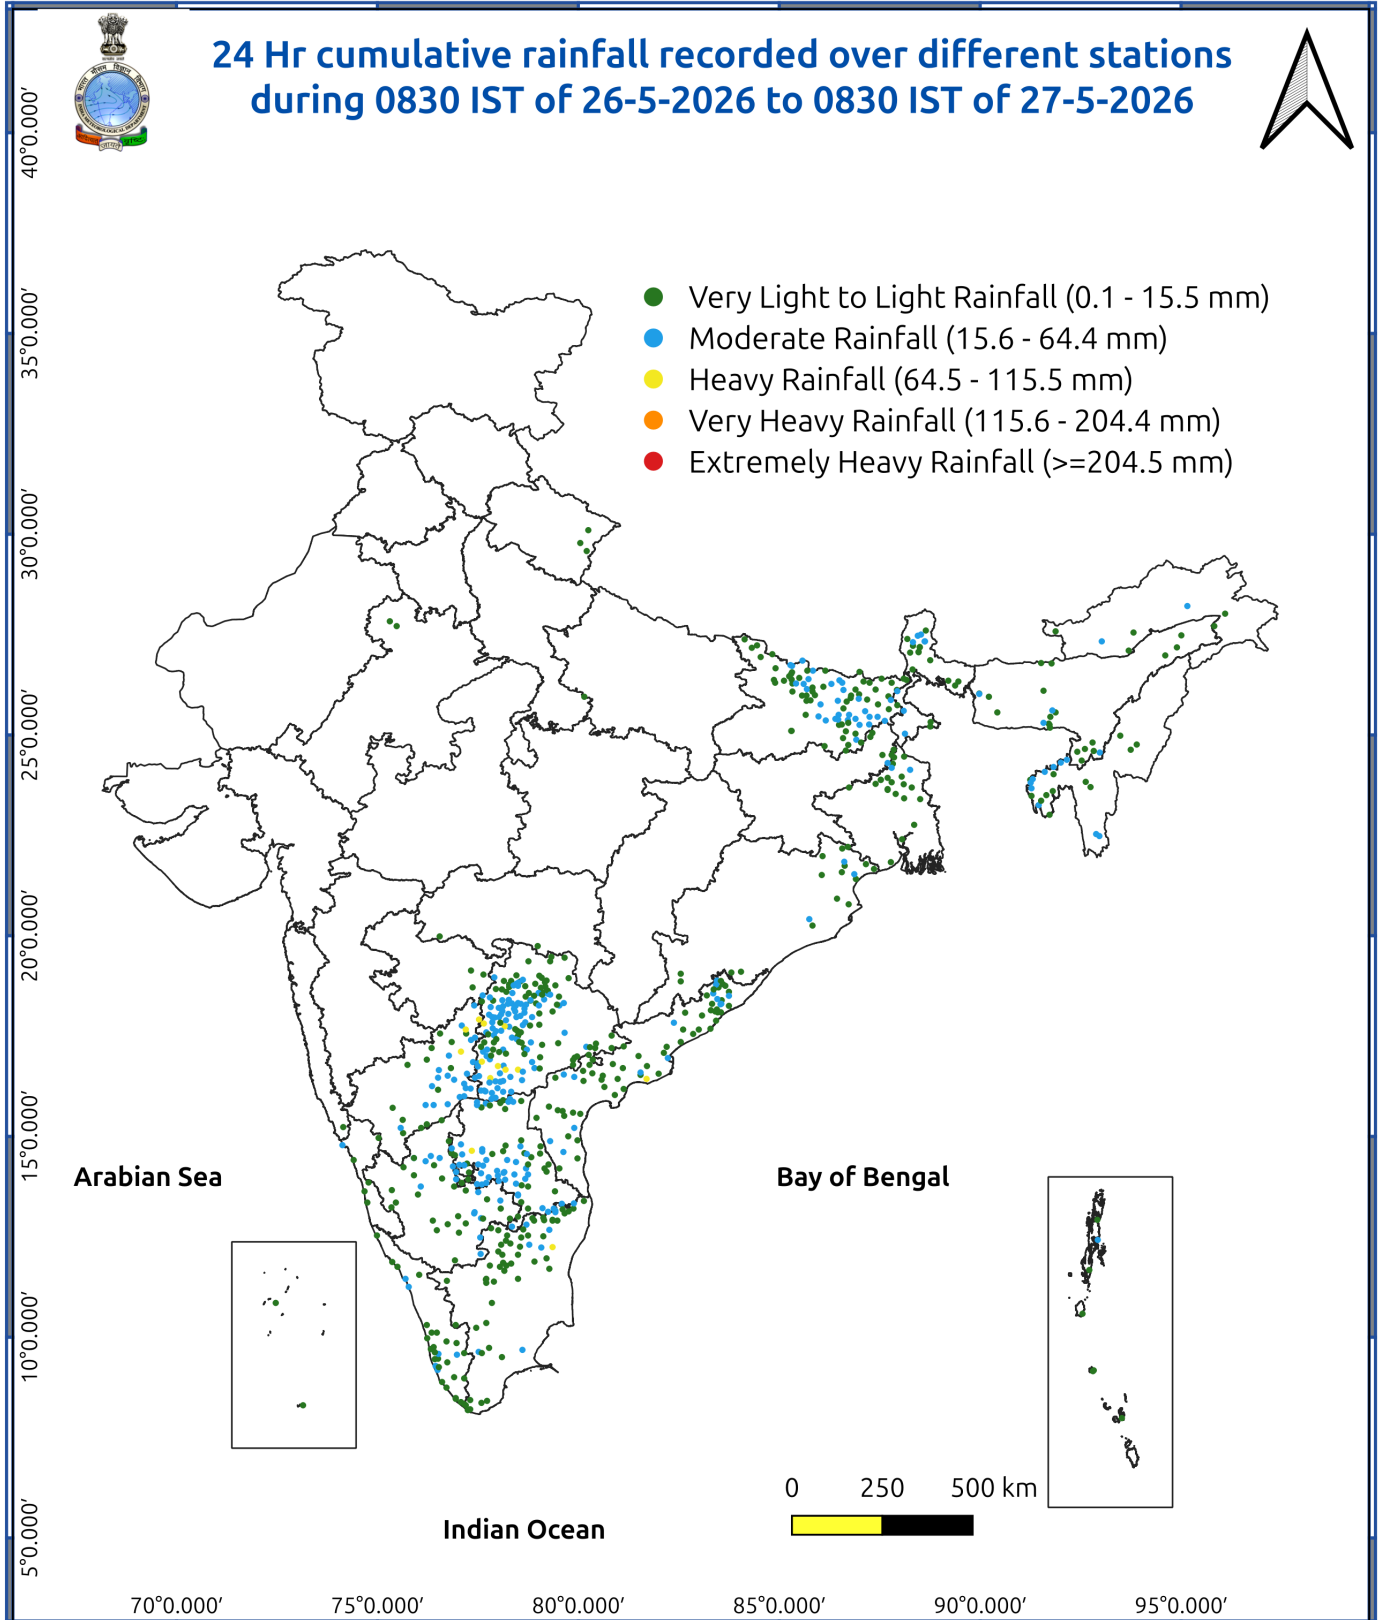 24 Hr cumulative rainfall recorded over different stations
during 0830 IST of 26-5-2026 to 0830 IST of 27-5-2026
Very Light to Light Rainfall (0.1 - 15.5 mm)
Moderate Rainfall (15.6 - 64.4 mm)
Heavy Rainfall (64.5 - 115.5 mm)
Very Heavy Rainfall (115.6 - 204.4 mm)
Extremely Heavy Rainfall (>=204.5 mm)
40°0.000′
35°0.000′
30°0.000′
25°0.000′
20°0.000′
15°0.000′
10°0.000′
5°0.000′
Arabian Sea
Bay of Bengal
Indian Ocean
0 250 500 km
70°0.000′ 75°0.000′ 80°0.000′ 85°0.000′ 90°0.000′ 95°0.000′